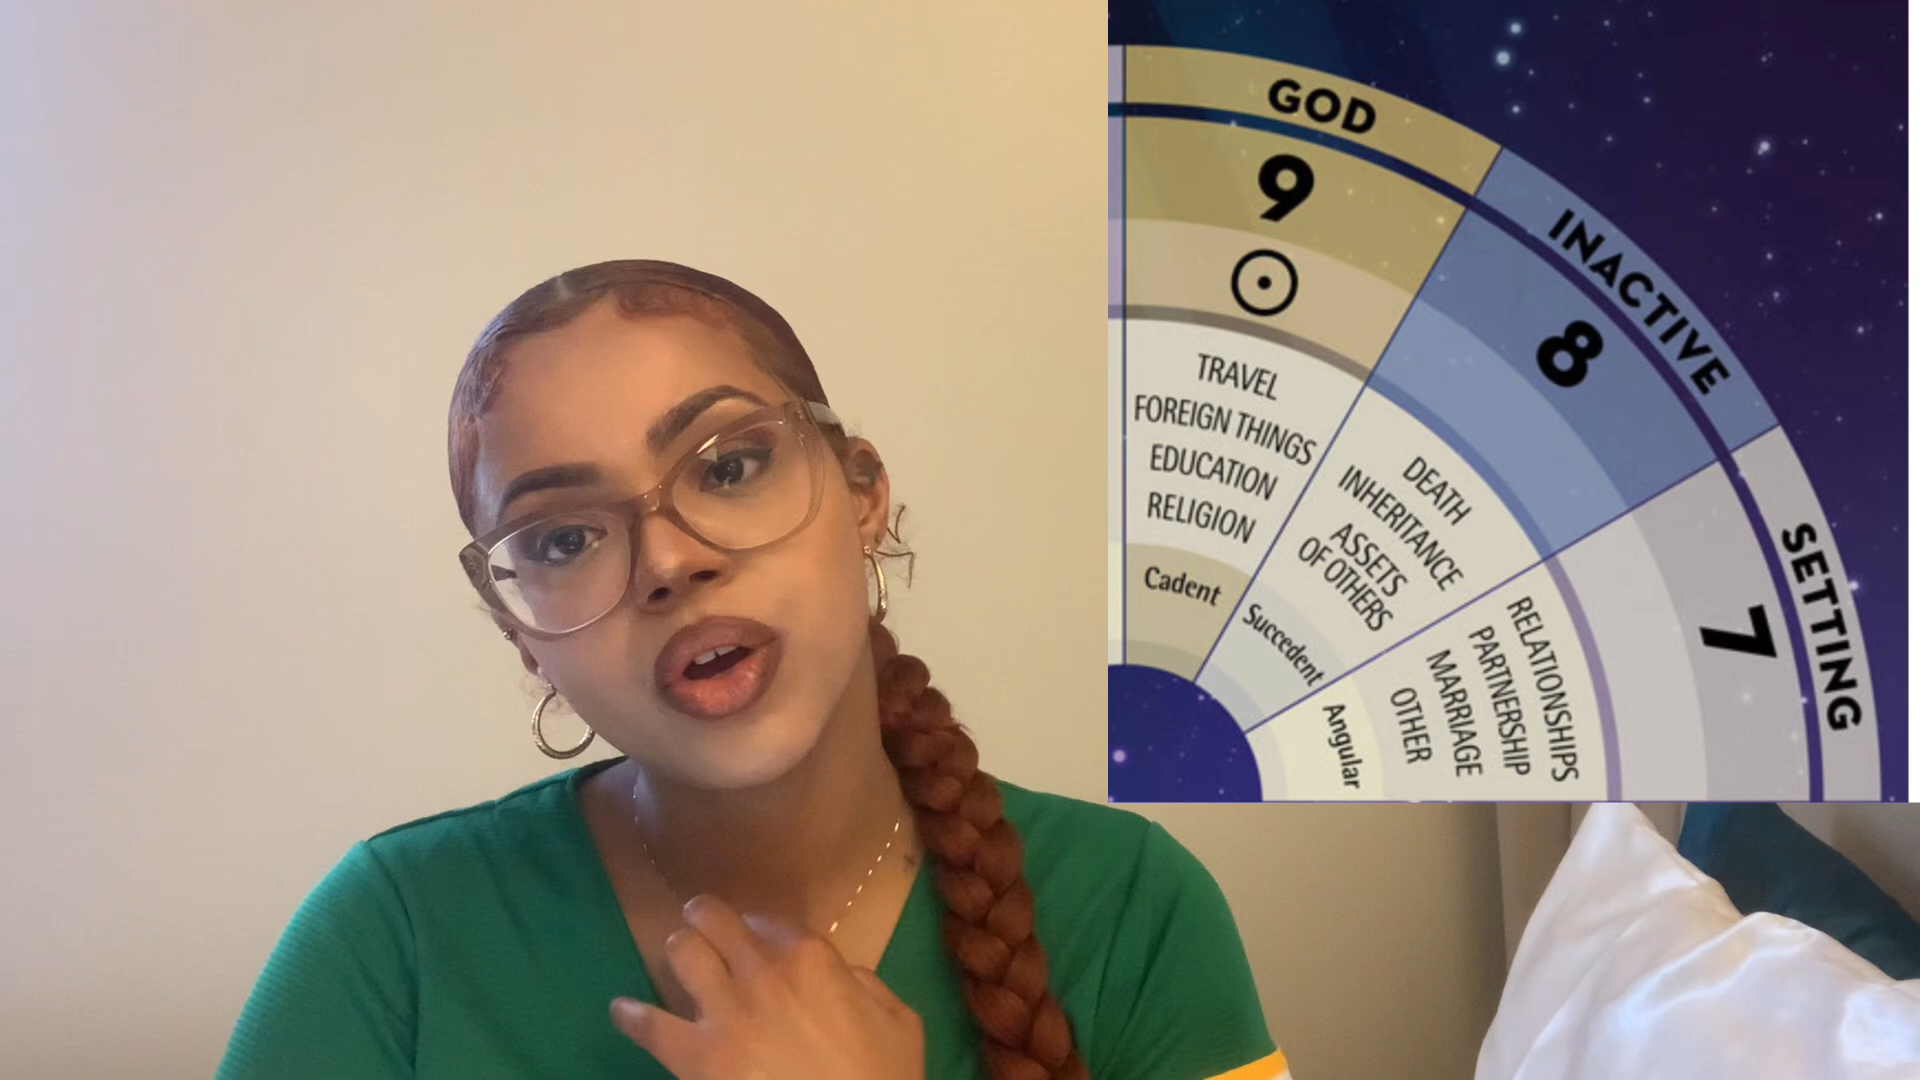 GOD
9
TRAVEL
FOREIGN THINGS
EDUCATION
RELIGION
Cadent
INACTIVE
8
DEATH
INHERITANCE
ASSETS
OF OTHERS
Succedent
SETTING
7
RELATIONSHIPS
PARTNERSHIP
MARRIAGE
OTHER
Angular